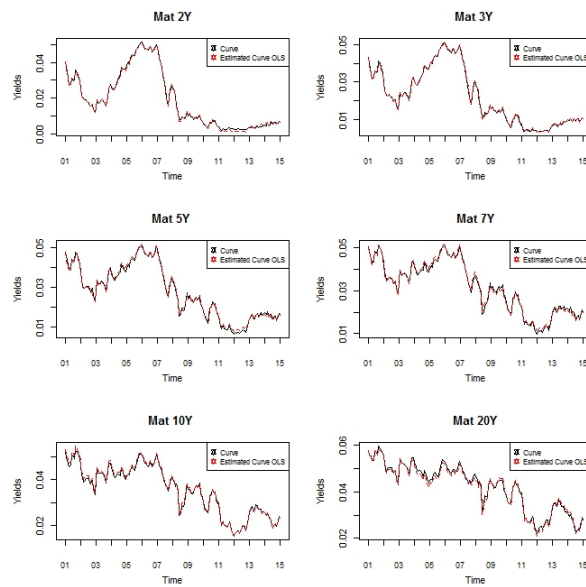 Mat 2Y
Yields
0.04
0.02
0.00
Curve
Estimated Curve OLS
01 03 05 07 09 11 13 15
Time
Mat 3Y
Yields
0.05
0.03
0.01
Curve
Estimated Curve OLS
01 03 05 07 09 11 13 15
Time
Mat 5Y
Yields
0.05
0.03
0.01
Curve
Estimated Curve OLS
01 03 05 07 09 11 13 15
Time
Mat 7Y
Yields
0.05
0.03
0.01
Curve
Estimated Curve OLS
01 03 05 07 09 11 13 15
Time
Mat 10Y
Yields
0.04
0.02
Curve
Estimated Curve OLS
01 03 05 07 09 11 13 15
Time
Mat 20Y
Yields
0.06
0.04
0.02
Curve
Estimated Curve OLS
01 03 05 07 09 11 13 15
Time